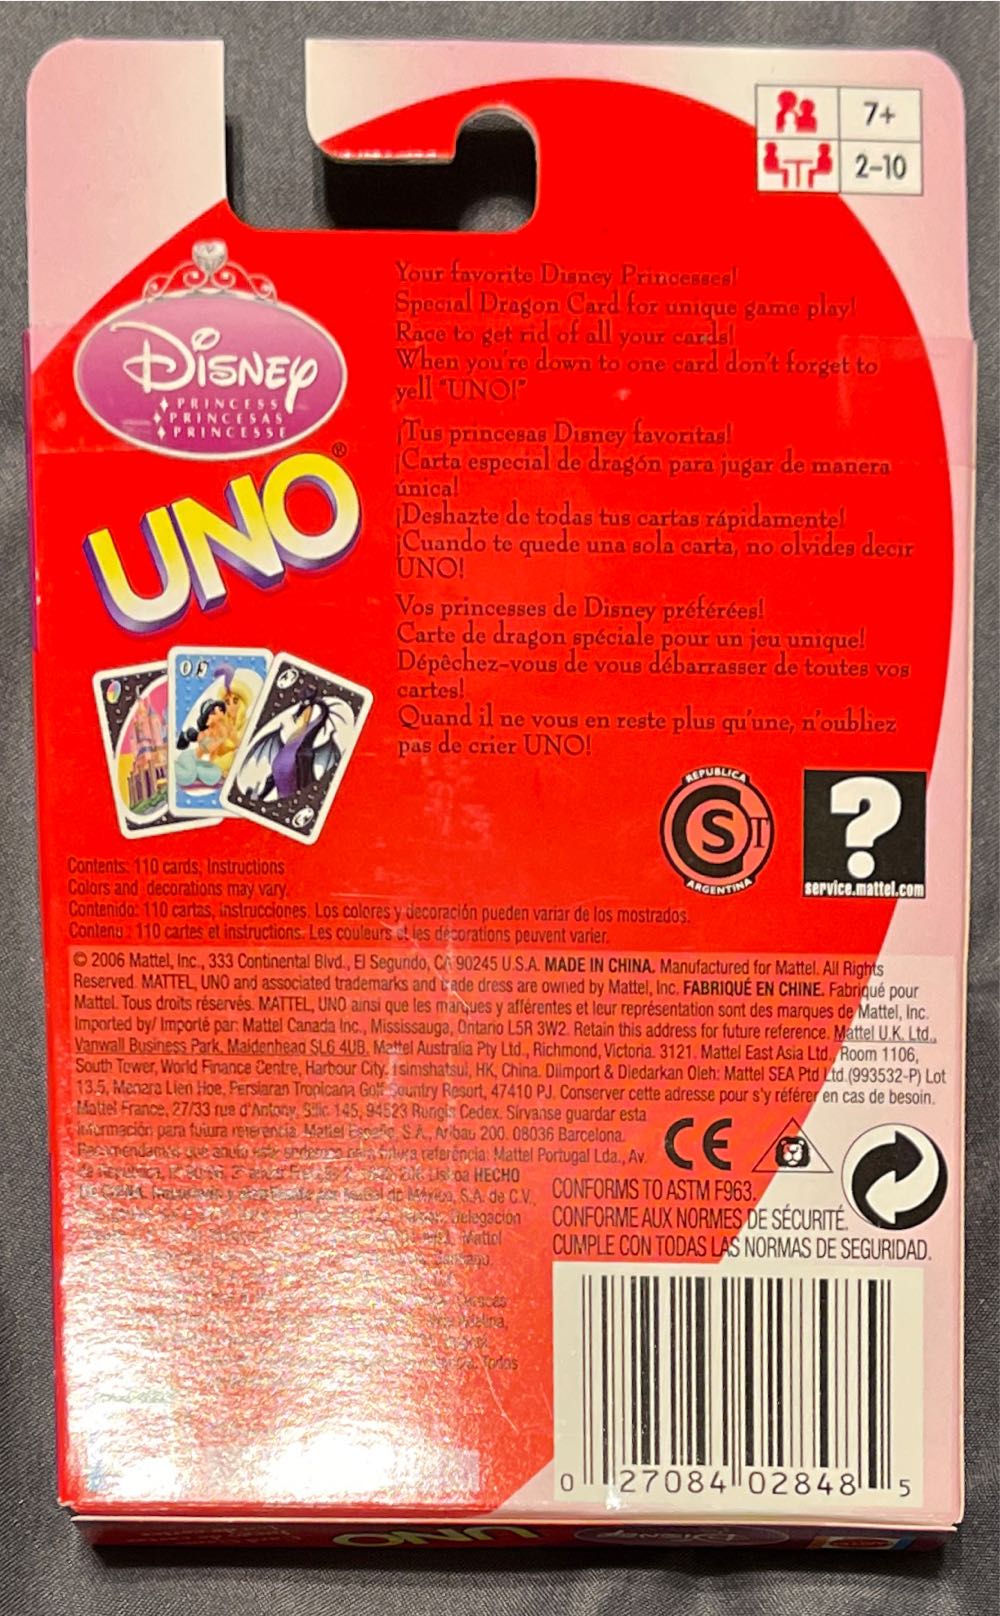 7+
2-10
Disney
PRINCESS
PRINCESAS
PRINCESSE
UNO®
Your favorite Disney Princesses!
Special Dragon Card for unique game play!
Race to get rid of all your cards!
When you're down to one card don't forget to
yell "UNO!"
¡Tus princesas Disney favoritas!
¡Carta especial de dragón para jugar de manera
única!
¡Deshazte de todas tus cartas rápidamente!
¡Cuando te quede una sola carta, no olvides decir
UNO!
Vos princesses de Disney préférées!
Carte de dragon spéciale pour un jeu unique!
Dépêchez-vous de vous débarrasser de toutes vos
cartes!
Quand il ne vous en reste plus qu'une, n'oubliez
pas de crier UNO!
REPUBLICA
CST
ARGENTINA
?
service.mattel.com
Contents: 110 cards, Instructions
Colors and decorations may vary.
Contenido: 110 cartas, instrucciones. Los colores y decoración pueden variar de los mostrados.
Contenu : 110 cartes et instructions. Les couleurs et les décorations peuvent varier.
© 2006 Mattel, Inc., 333 Continental Blvd., El Segundo, CA 90245 U.S.A. MADE IN CHINA. Manufactured for Mattel. All Rights
Reserved. MATTEL, UNO and associated trademarks and trade dress are owned by Mattel, Inc. FABRIQUÉ EN CHINE. Fabriqué pour
Mattel. Tous droits réservés. MATTEL, UNO ainsi que les marques y afférentes et leur représentation sont des marques de Mattel, Inc.
Imported by/ Importé par: Mattel Canada Inc., Mississauga, Ontario L5R 3W2. Retain this address for future reference. Mattel U.K. Ltd.,
Vanwall Business Park, Maidenhead SL6 4UB. Mattel Australia Pty Ltd., Richmond, Victoria. 3121. Mattel East Asia Ltd., Room 1106,
South Tower, World Finance Centre, Harbour City, Tsimshatsui, HK, China. Diimport & Diedarkan Oleh: Mattel SEA Ptd Ltd.(993532-P) Lot
13.5, Menara Lien Hoe, Persiaran Tropicana Golf Country Resort, 47410 PJ. Conserver cette adresse pour s'y référer en cas de besoin.
Mattel France, 27/33 rue d'Antony, Silic 145, 94523 Rungis Cedex. Sírvanse guardar esta
información para futura referencia. Mattel España, S.A., Aribau 200. 08036 Barcelona.
referência: Mattel Portugal Lda., Av.
Lisboa HECHO
de México, S.A. de C.V.
Delegación
Mattel
Todos
CE
CONFORMS TO ASTM F963.
CONFORME AUX NORMES DE SÉCURITÉ.
CUMPLE CON TODAS LAS NORMAS DE SEGURIDAD.
0 27084 02848 5
UNO
Disney